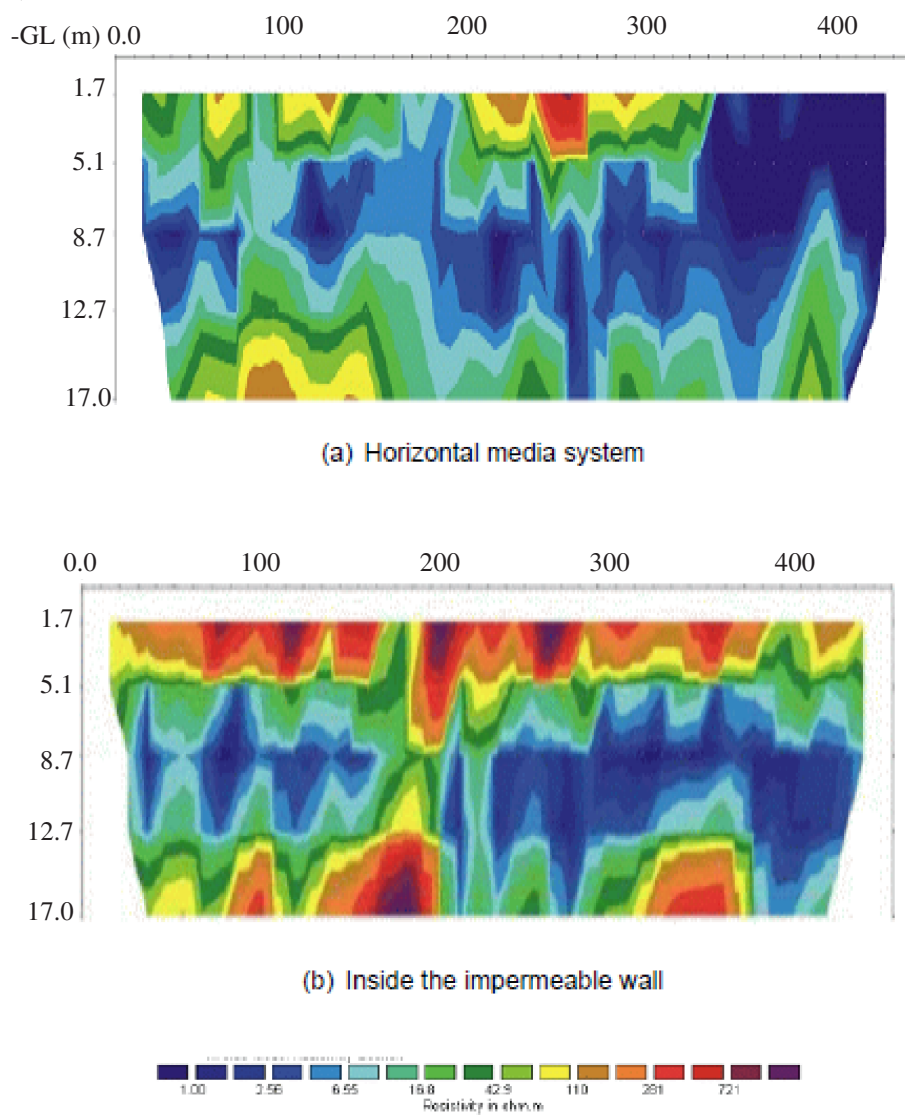 -GL (m) 0.0 100 200 300 400
1.7
5.1
8.7
12.7
17.0
(a) Horizontal media system
0.0 100 200 300 400
1.7
5.1
8.7
12.7
17.0
(b) Inside the impermeable wall
1.00 2.56 6.55 16.8 42.9 110 281 721
Resistivity in ohm.m